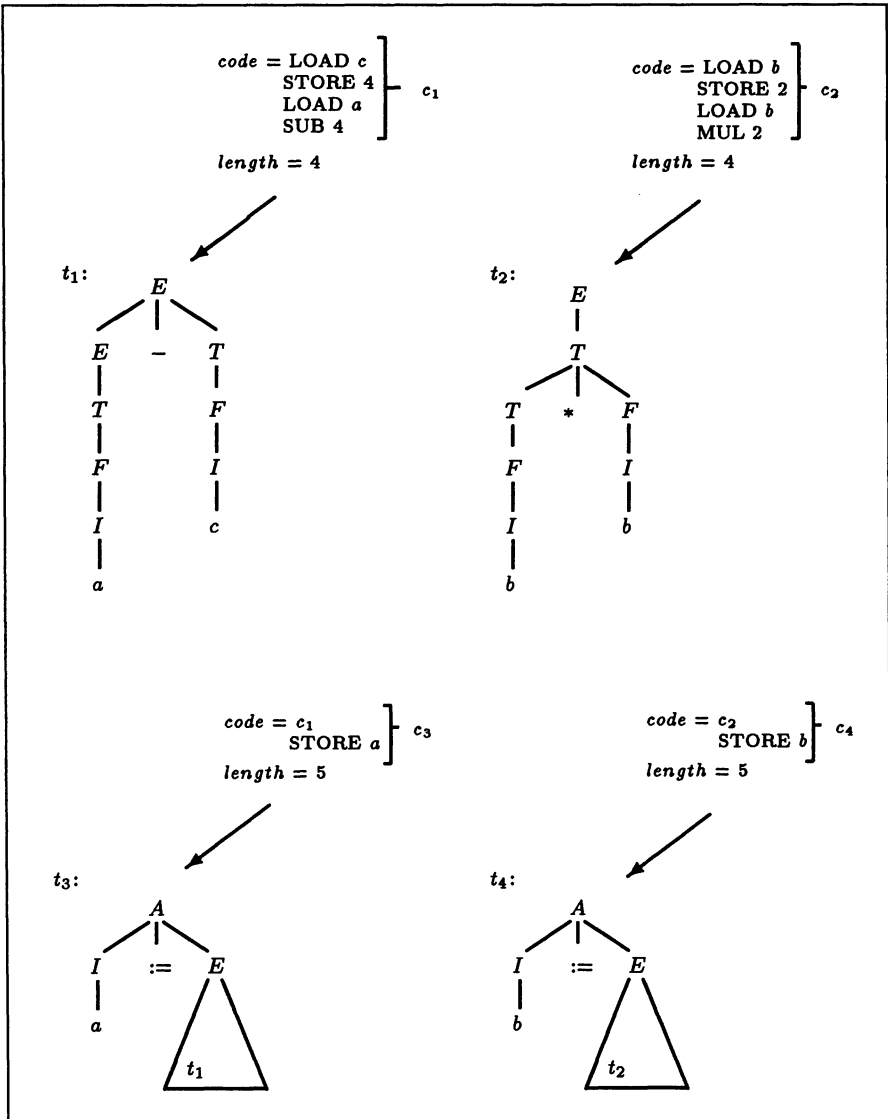 code = LOAD c
STORE 4
LOAD a
SUB 4
c₁
length = 4
code = LOAD b
STORE 2
LOAD b
MUL 2
c₂
length = 4
t₁:
E
E − T
T F
F I
I c
a
t₂:
E
T
T * F
F I
I b
b
code = c₁
STORE a
c₃
length = 5
code = c₂
STORE b
c₄
length = 5
t₃:
A
I := E
a
t₁
t₄:
A
I := E
b
t₂